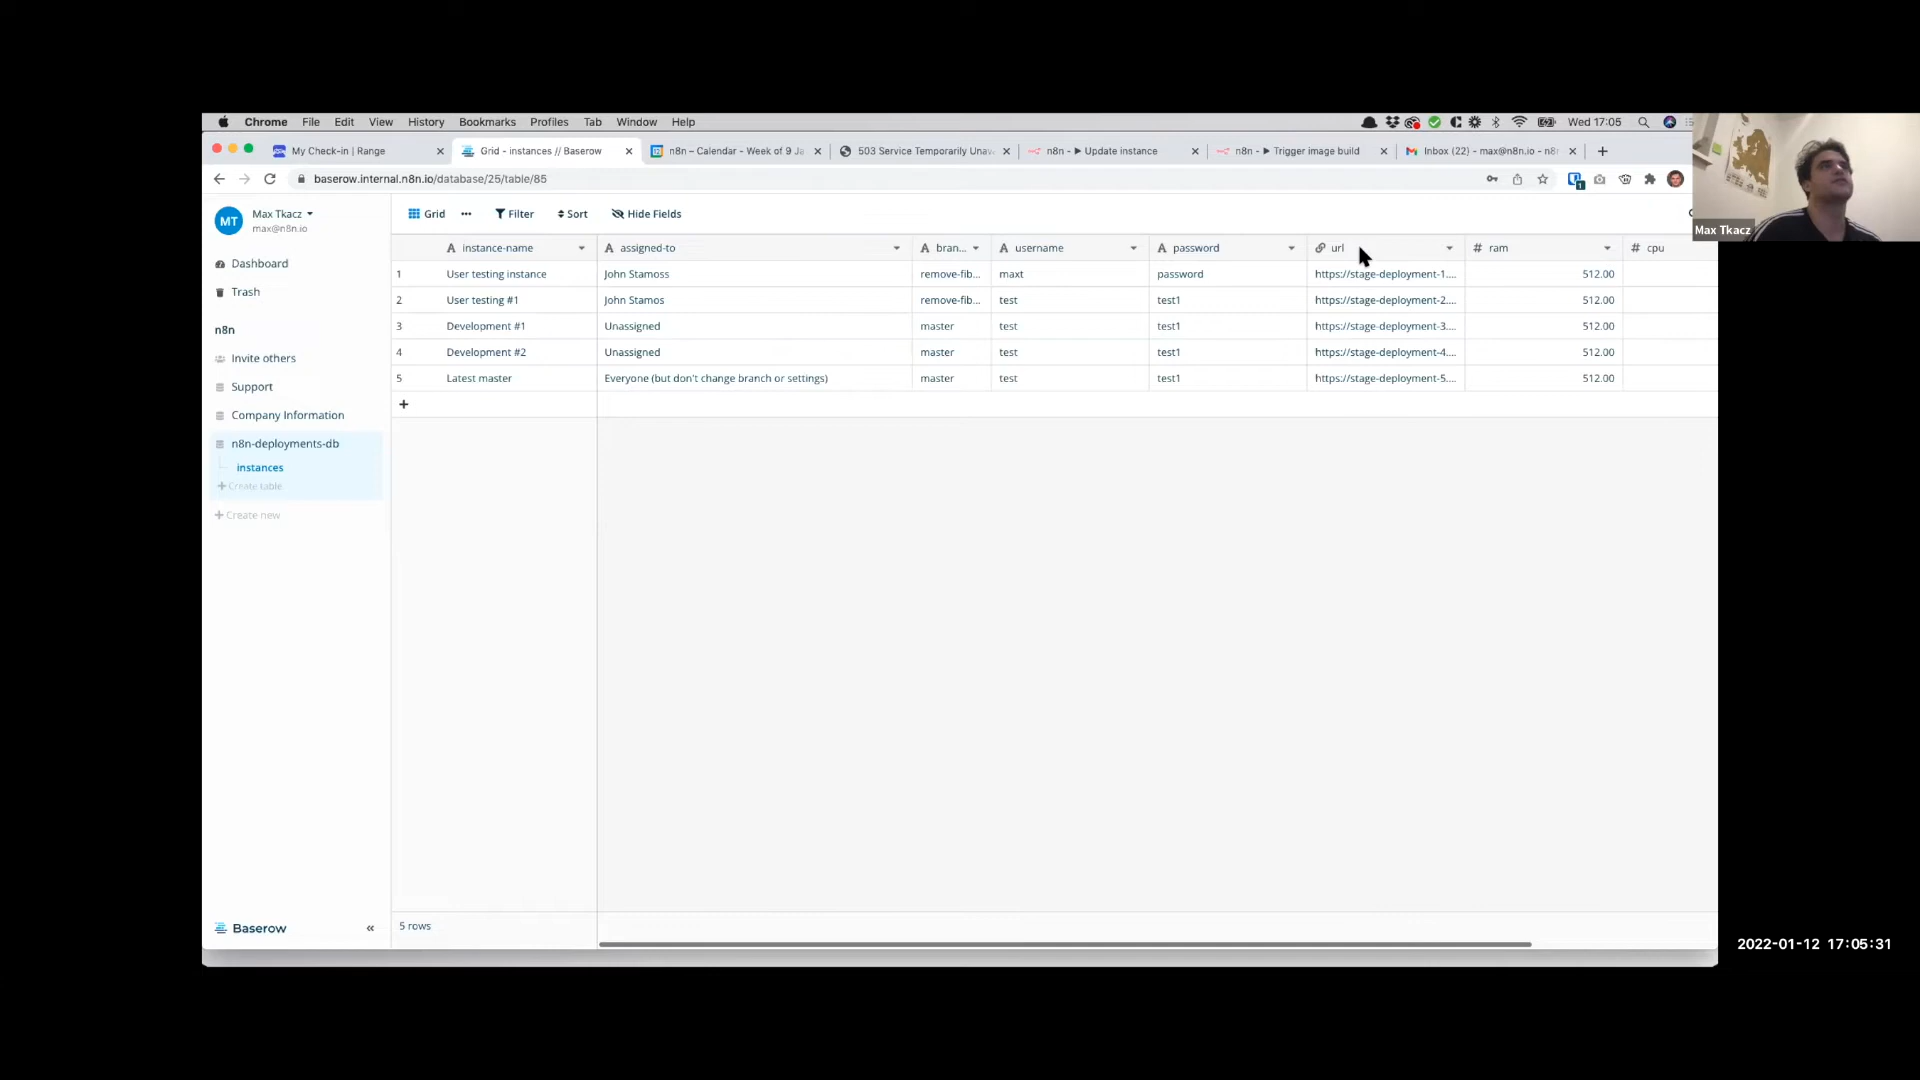 Chrome File Edit View History Bookmarks Profiles Tab Window Help Wed 17:05
My Check-in | Range Grid - instances // Baserow n8n – Calendar - Week of 9 Ja 503 Service Temporarily Unav n8n - ▶ Update instance n8n - ▶ Trigger image build Inbox (22) - max@n8n.io - n8n
baserow.internal.n8n.io/database/25/table/85
Max Tkacz
MT
Max Tkacz
max@n8n.io
Grid Filter Sort Hide Fields
instance-name assigned-to bran... username password url ram cpu
1 User testing instance John Stamoss remove-fib... maxt password https://stage-deployment-1.... 512.00
2 User testing #1 John Stamos remove-fib... test test1 https://stage-deployment-2.... 512.00
3 Development #1 Unassigned master test test1 https://stage-deployment-3.... 512.00
4 Development #2 Unassigned master test test1 https://stage-deployment-4.... 512.00
5 Latest master Everyone (but don't change branch or settings) master test test1 https://stage-deployment-5.... 512.00
Dashboard
Trash
n8n
Invite others
Support
Company Information
n8n-deployments-db
instances
Create table
Create new
Baserow
5 rows
2022-01-12 17:05:31